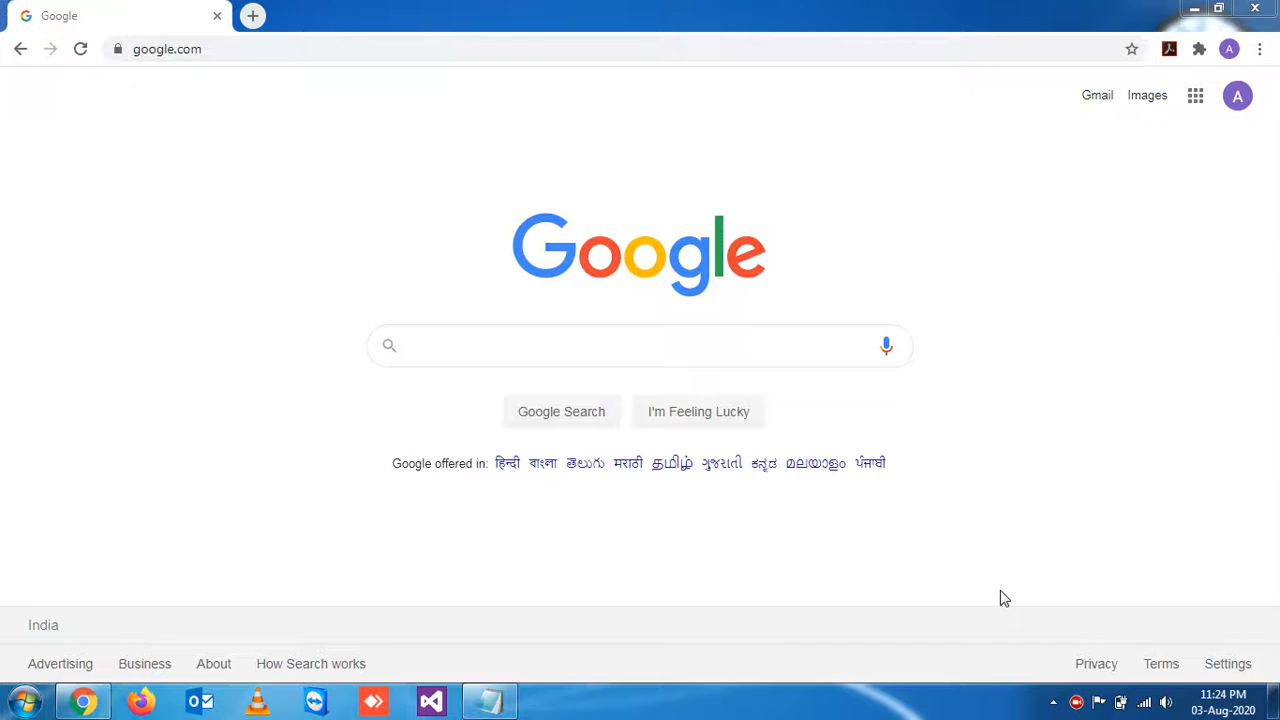 Google
google.com
A
Gmail Images A
Google
Google Search I'm Feeling Lucky
Google offered in: हिन्दी বাংলা తెలుగు मराठी தமிழ் ગુજરાતી ಕನ್ನಡ മലയാളം ਪੰਜਾਬੀ
India
Advertising Business About How Search works Privacy Terms Settings
11:24 PM
03-Aug-2020